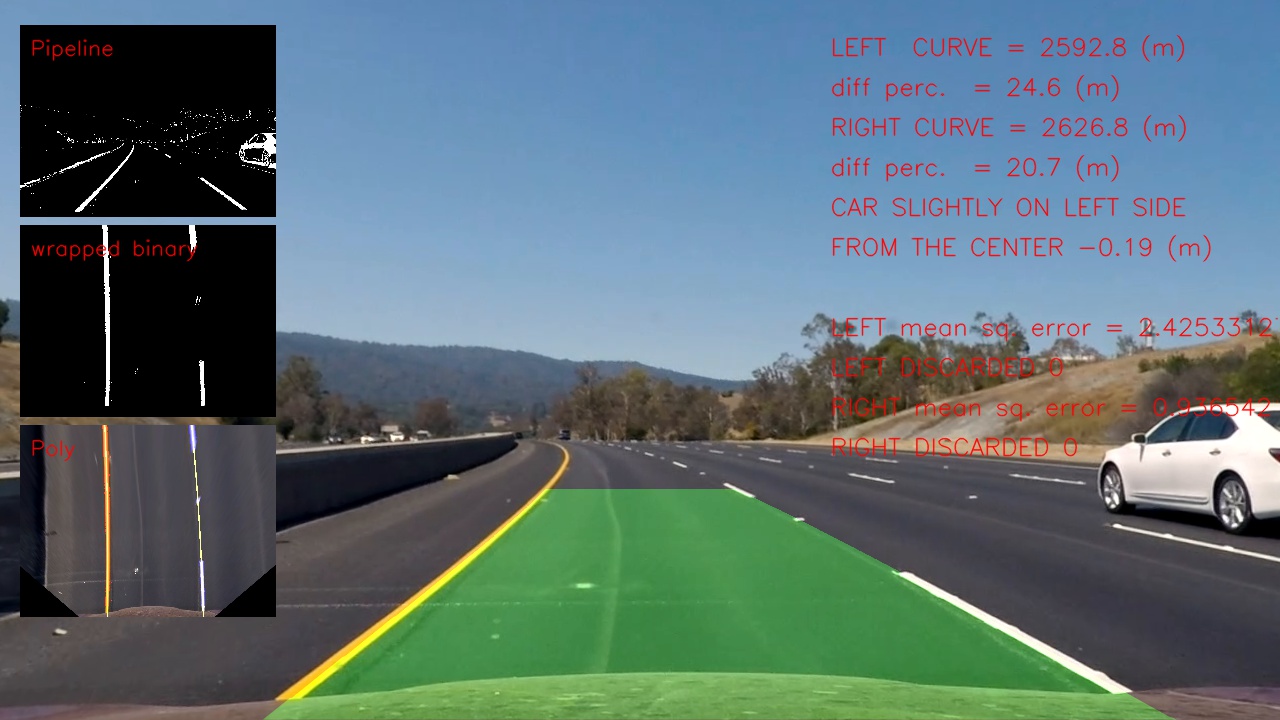 Pipeline
wrapped binary
Poly
LEFT  CURVE = 2592.8 (m)
diff perc.  = 24.6 (m)
RIGHT CURVE = 2626.8 (m)
diff perc.  = 20.7 (m)
CAR SLIGHTLY ON LEFT SIDE
FROM THE CENTER -0.19 (m)
LEFT mean sq. error = 2.4253312
LEFT DISCARDED 0
RIGHT mean sq. error = 0.936542
RIGHT DISCARDED 0